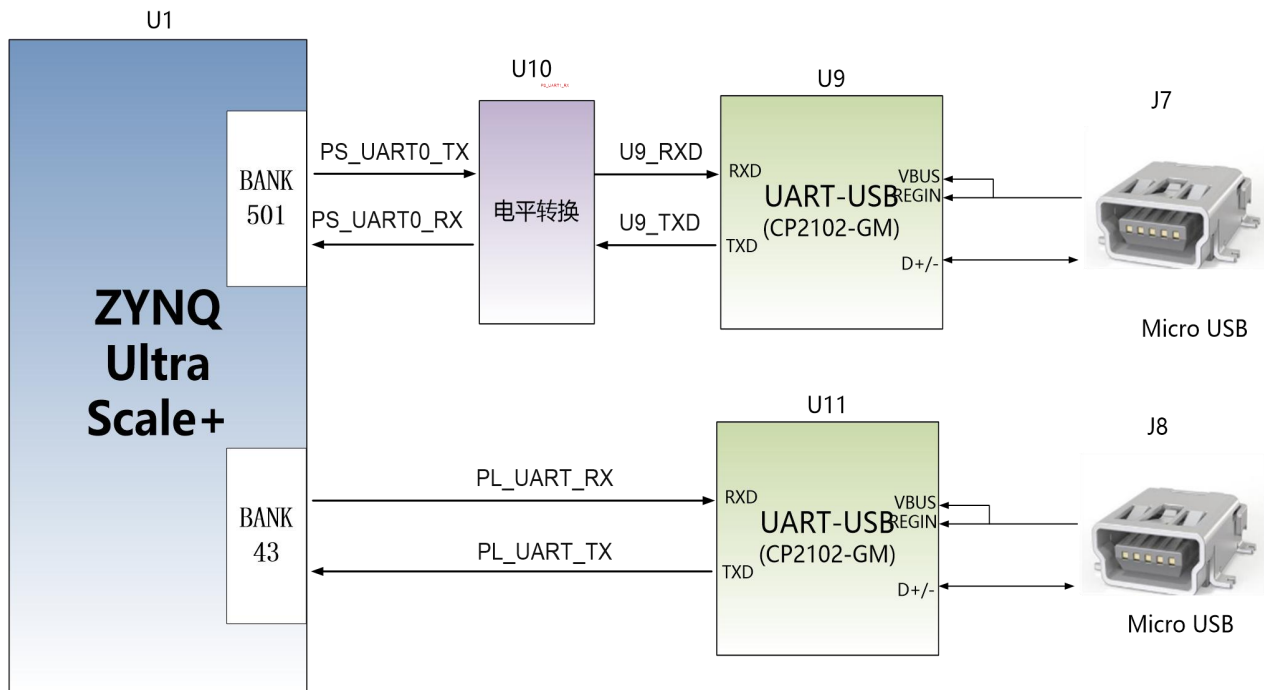 U1
U10
PS_UART1_RX
U9
J7
BANK
501
PS_UART0_TX
PS_UART0_RX
电平转换
U9_RXD
U9_TXD
RXD
TXD
UART-USB
(CP2102-GM)
VBUS
REGIN
D+/-
Micro USB
ZYNQ
Ultra
Scale+
U11
J8
BANK
43
PL_UART_RX
PL_UART_TX
RXD
TXD
UART-USB
(CP2102-GM)
VBUS
REGIN
D+/-
Micro USB